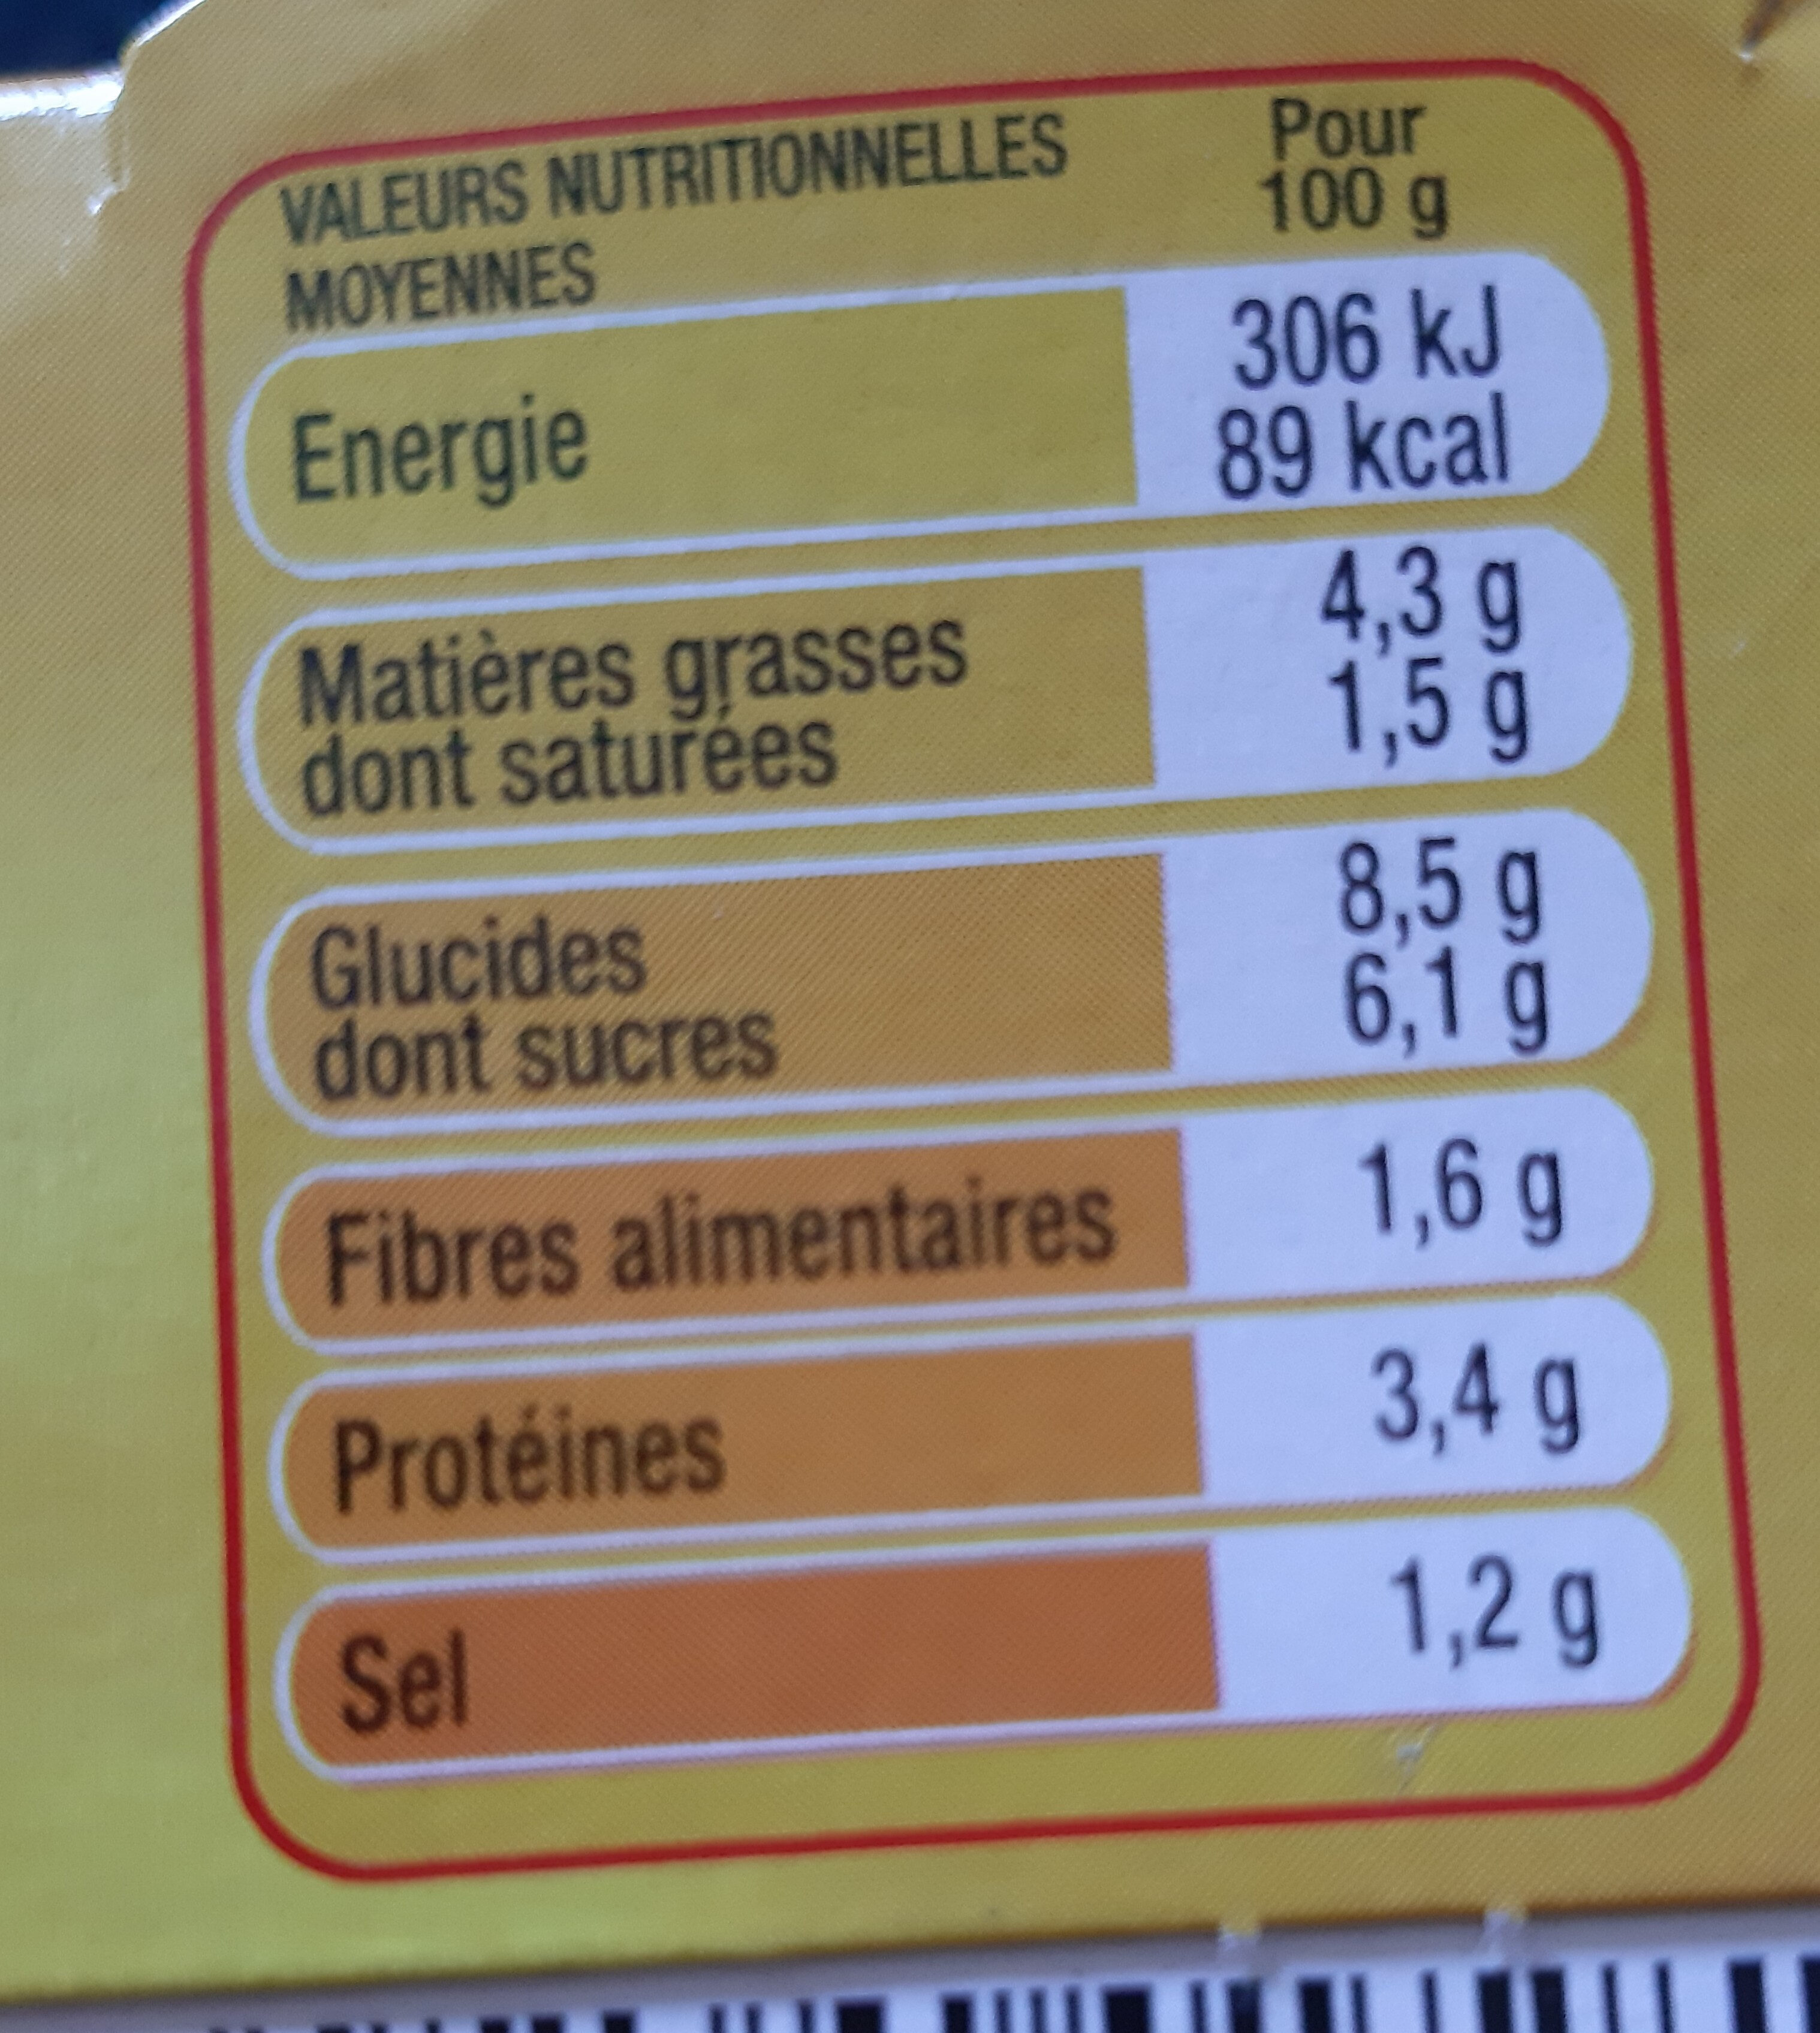 VALEURS NUTRITIONNELLES
MOYENNES
Pour
100 g
Energie
306 kJ
89 kcal
Matières grasses
4,3 g
dont saturées
1,5 g
Glucides
8,5 g
dont sucres
6,1 g
Fibres alimentaires
1,6 g
Protéines
3,4 g
Sel
1,2 g